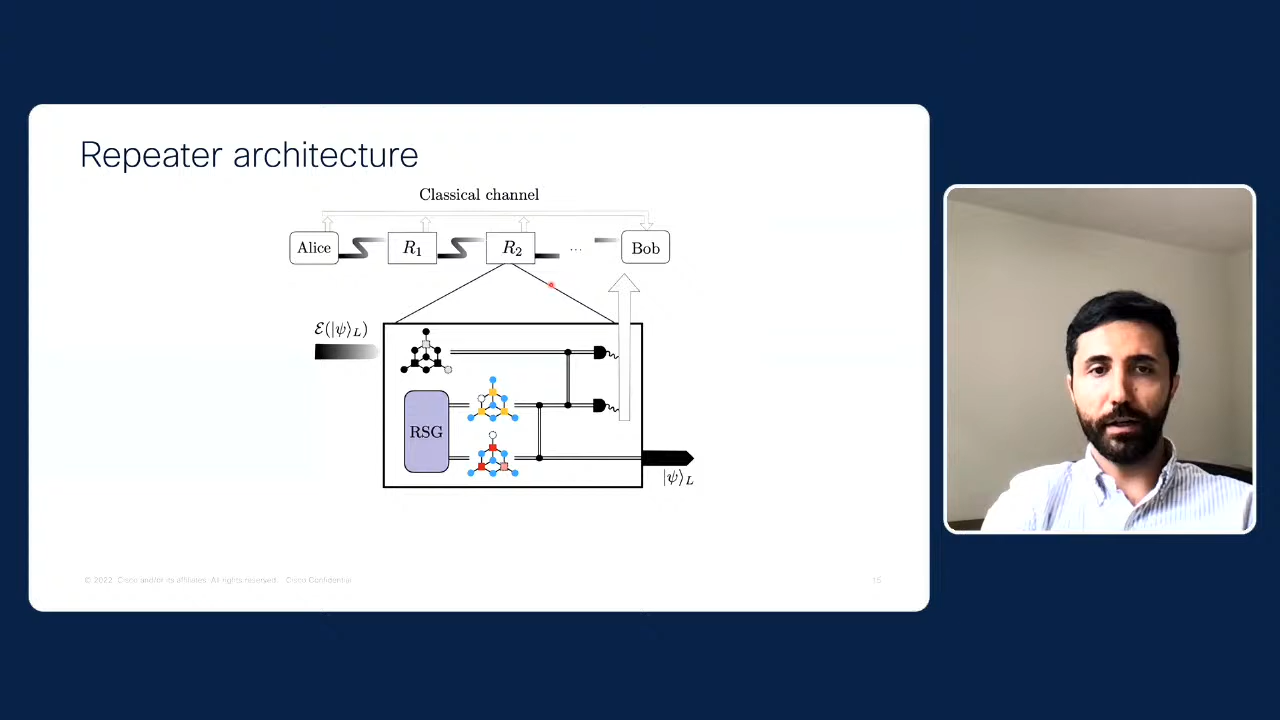 Repeater architecture
Classical channel
Alice
R₁
R₂
...
Bob
ℰ(|ψ⟩_L)
RSG
|ψ⟩_L
© 2022 Cisco and/or its affiliates. All rights reserved. Cisco Confidential
15